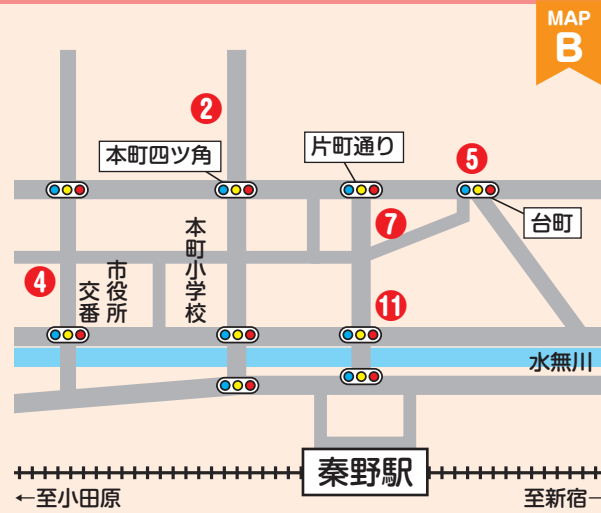 MAP
B
2
本町四ツ角
片町通り
5
台町
7
本町小学校
4
市役所
交番
11
水無川
秦野駅
←至小田原
至新宿